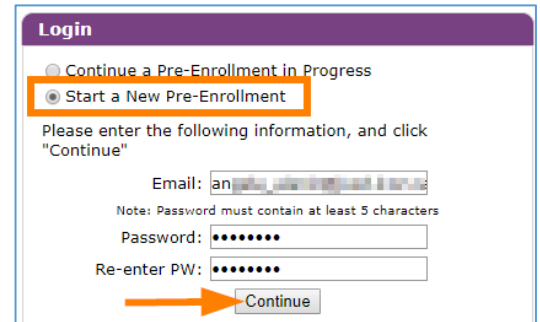 Login
Continue a Pre-Enrollment in Progress
Start a New Pre-Enrollment
Please enter the following information, and click
"Continue"
Email:
Note: Password must contain at least 5 characters
Password: ••••••••
Re-enter PW: ••••••••
Continue